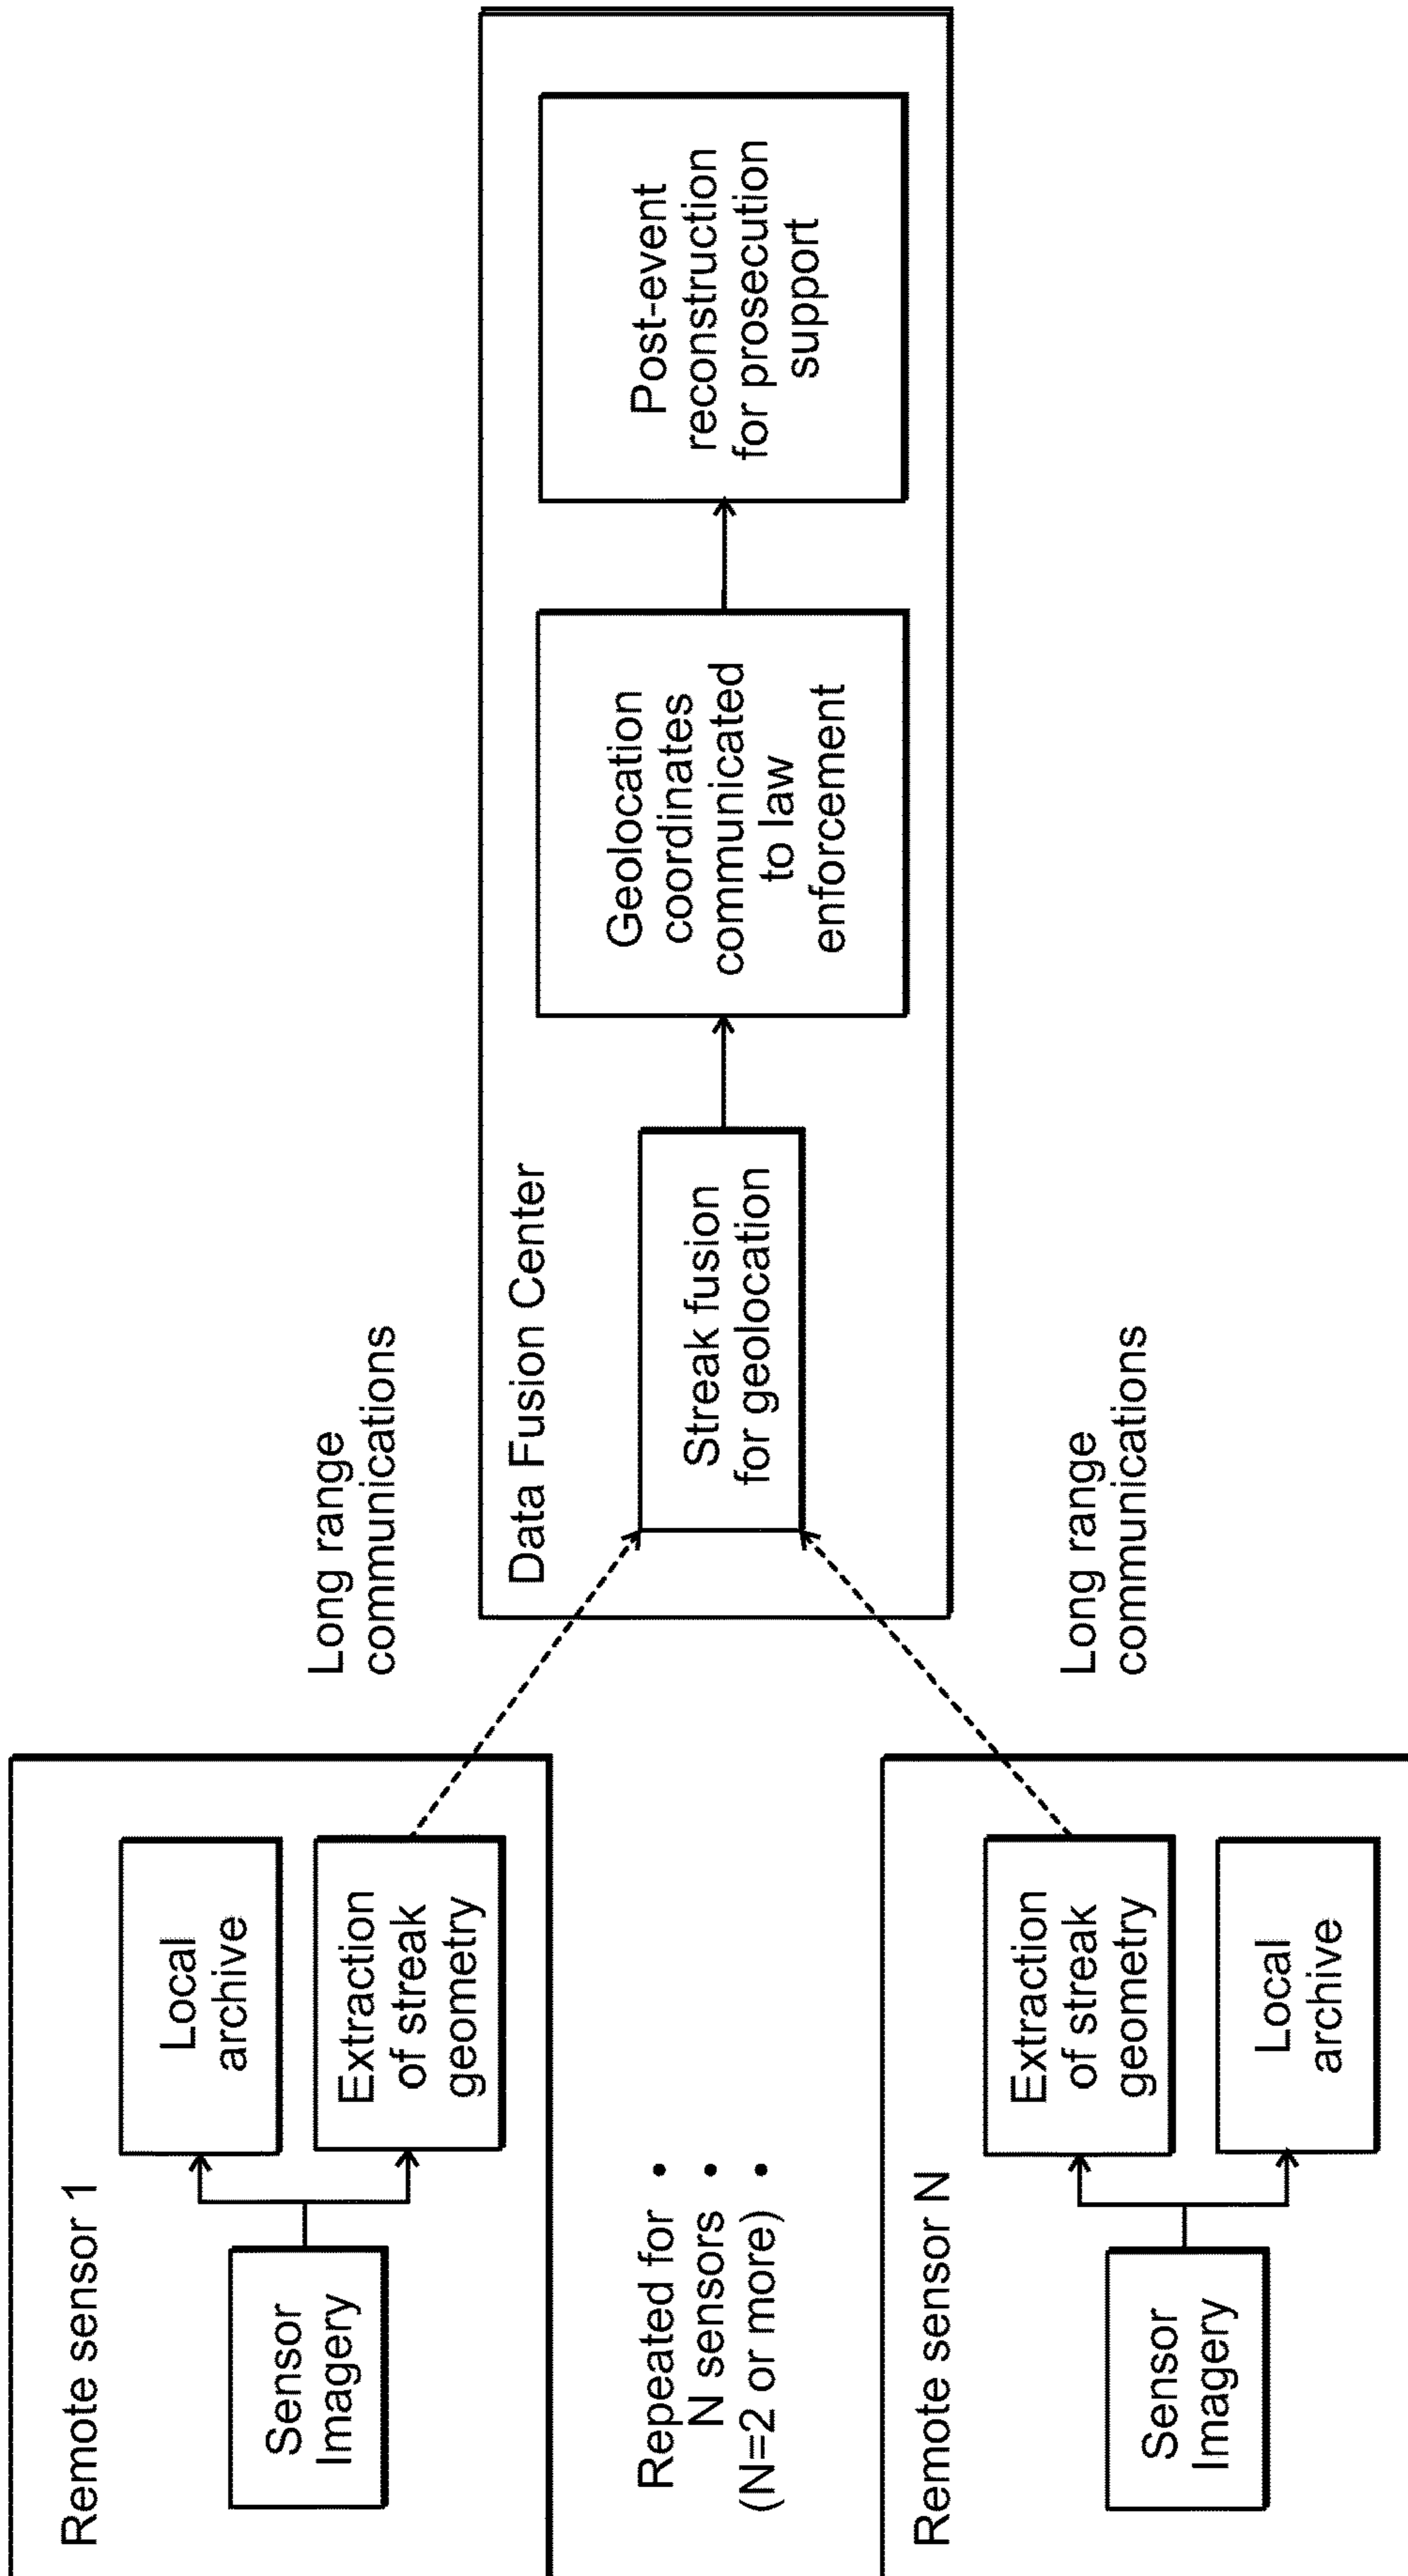 Remote sensor 1
Sensor
Imagery
Local
archive
Extraction
of streak
geometry
Long range
communications
Repeated for
N sensors
(N=2 or more)
Remote sensor N
Sensor
Imagery
Extraction
of streak
geometry
Local
archive
Long range
communications
Data Fusion Center
Streak fusion
for geolocation
Geolocation
coordinates
communicated
to law
enforcement
Post-event
reconstruction
for prosecution
support